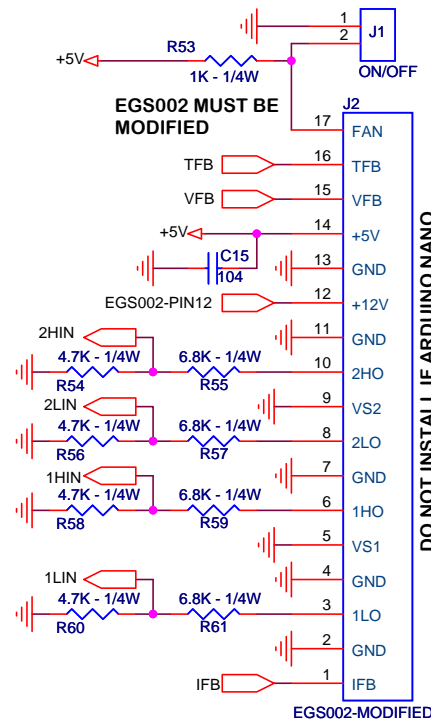 1
2
J1
ON/OFF
R53
+5V
1K - 1/4W
EGS002 MUST BE
MODIFIED
J2
17
FAN
TFB
16
TFB
VFB
15
VFB
+5V
14
+5V
C15
104
13
GND
EGS002-PIN12
12
+12V
11
GND
2HIN
4.7K - 1/4W
6.8K - 1/4W
10
2HO
R54
R55
9
VS2
2LIN
4.7K - 1/4W
6.8K - 1/4W
8
2LO
R56
R57
7
GND
1HIN
4.7K - 1/4W
6.8K - 1/4W
6
1HO
R58
R59
5
VS1
4
GND
1LIN
4.7K - 1/4W
6.8K - 1/4W
3
1LO
R60
R61
2
GND
IFB
1
IFB
EGS002-MODIFIED
DO NOT INSTALL IF ARDUINO NANO